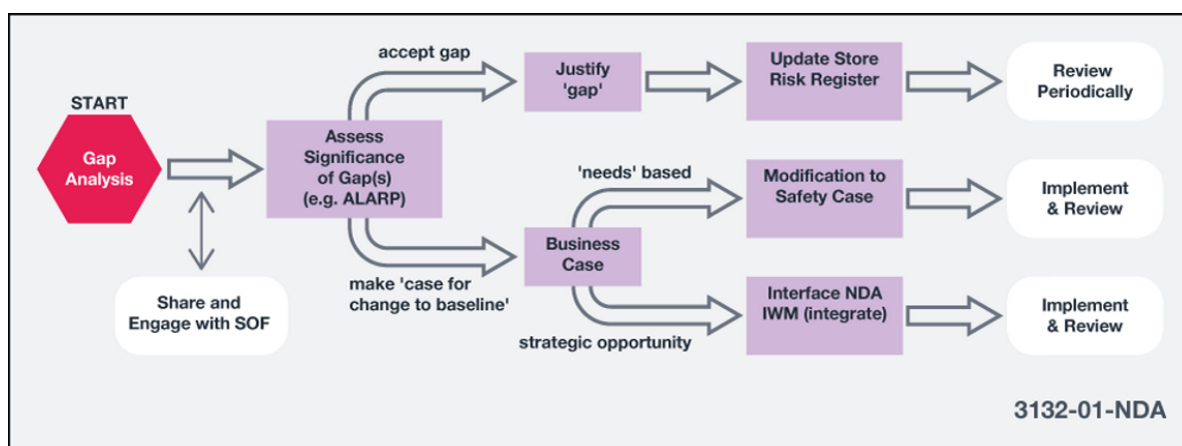 START
Gap
Analysis
Share and
Engage with SOF
Assess
Significance
of Gap(s)
(e.g. ALARP)
accept gap
Justify
'gap'
Update Store
Risk Register
Review
Periodically
make 'case for
change to baseline'
Business
Case
'needs' based
Modification to
Safety Case
Implement
& Review
strategic opportunity
Interface NDA
IWM (integrate)
Implement
& Review
3132-01-NDA